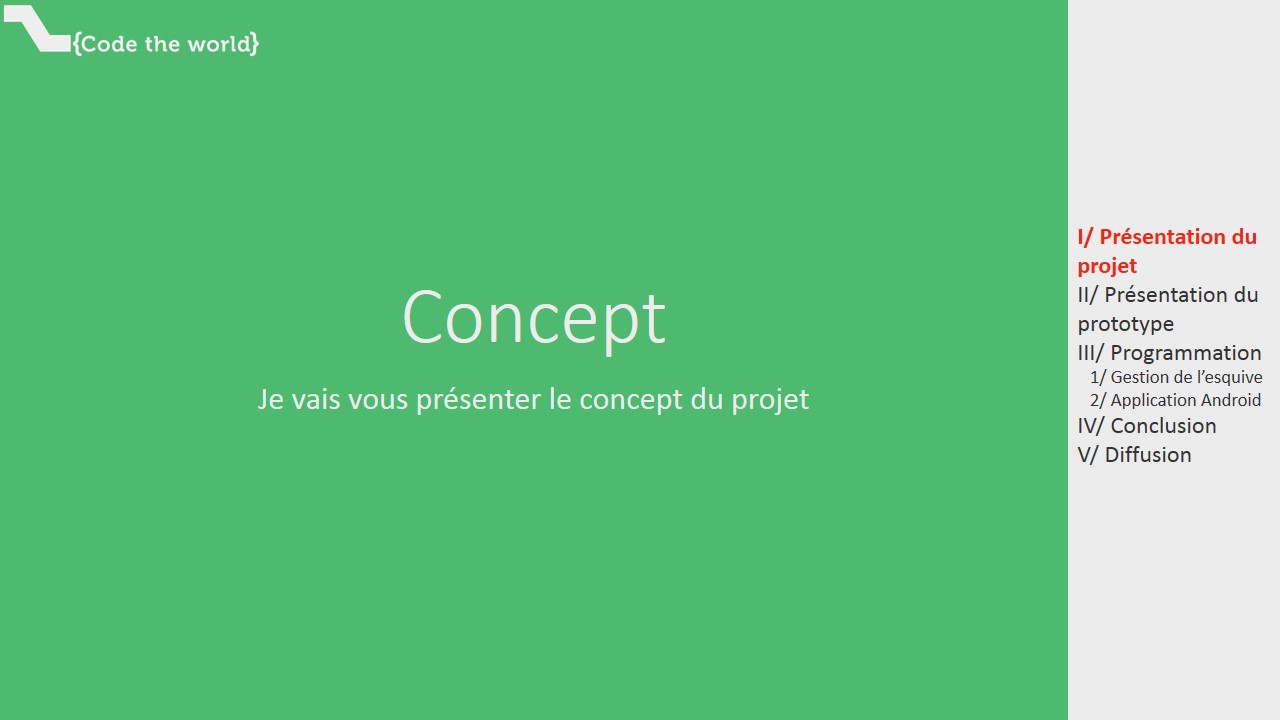 {Code the world}
Concept
Je vais vous présenter le concept du projet
I/ Présentation du
projet
II/ Présentation du
prototype
III/ Programmation
1/ Gestion de l’esquive
2/ Application Android
IV/ Conclusion
V/ Diffusion